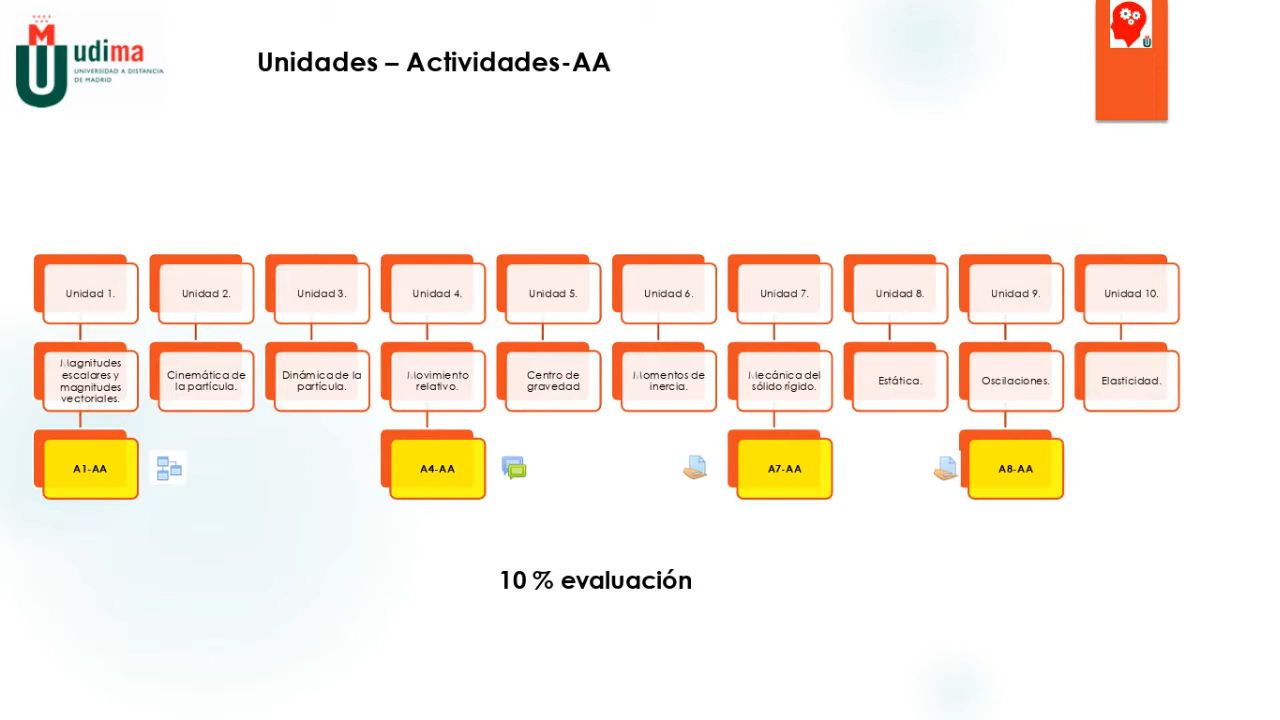 udima
UNIVERSIDAD A DISTANCIA
DE MADRID
Unidades – Actividades-AA
Unidad 1.
Unidad 2.
Unidad 3.
Unidad 4.
Unidad 5.
Unidad 6.
Unidad 7.
Unidad 8.
Unidad 9.
Unidad 10.
Magnitudes
escalares y
magnitudes
vectoriales.
Cinemática de
la partícula.
Dinámica de la
partícula.
Movimiento
relativo.
Centro de
gravedad
Momentos de
inercia.
Mecánica del
sólido rígido.
Estática.
Oscilaciones.
Elasticidad.
A1-AA
A4-AA
A7-AA
A8-AA
10 % evaluación